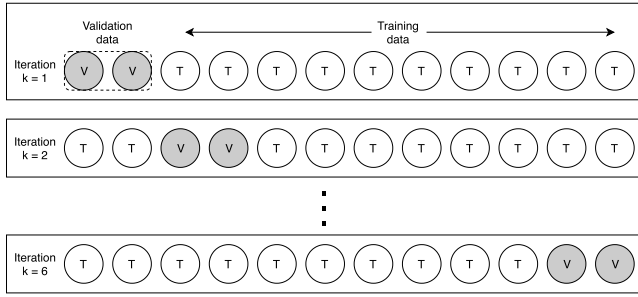 Validation
data
Training
data
Iteration
k = 1
V V T T T T T T T T T T
Iteration
k = 2
T T V V T T T T T T T T
Iteration
k = 6
T T T T T T T T T T V V